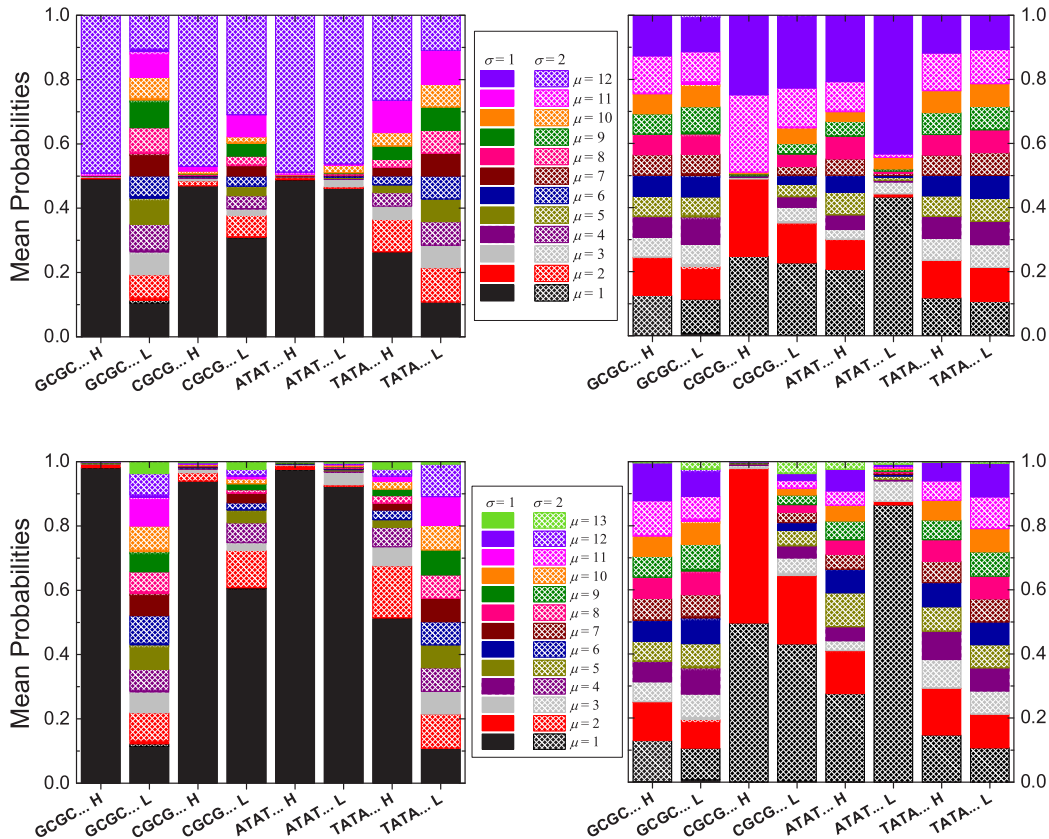 Mean Probabilities
1.0
0.8
0.6
0.4
0.2
0.0
GCGC... H
GCGC... L
CGCG... H
CGCG... L
ATAT... H
ATAT... L
TATA... H
TATA... L
σ = 1 σ = 2
μ = 12
μ = 11
μ = 10
μ = 9
μ = 8
μ = 7
μ = 6
μ = 5
μ = 4
μ = 3
μ = 2
μ = 1
1.0
0.8
0.6
0.4
0.2
0.0
GCGC... H
GCGC... L
CGCG... H
CGCG... L
ATAT... H
ATAT... L
TATA... H
TATA... L
Mean Probabilities
1.0
0.8
0.6
0.4
0.2
0.0
GCGC... H
GCGC... L
CGCG... H
CGCG... L
ATAT... H
ATAT... L
TATA... H
TATA... L
σ = 1 σ = 2
μ = 13
μ = 12
μ = 11
μ = 10
μ = 9
μ = 8
μ = 7
μ = 6
μ = 5
μ = 4
μ = 3
μ = 2
μ = 1
1.0
0.8
0.6
0.4
0.2
0.0
GCGC... H
GCGC... L
CGCG... H
CGCG... L
ATAT... H
ATAT... L
TATA... H
TATA... L